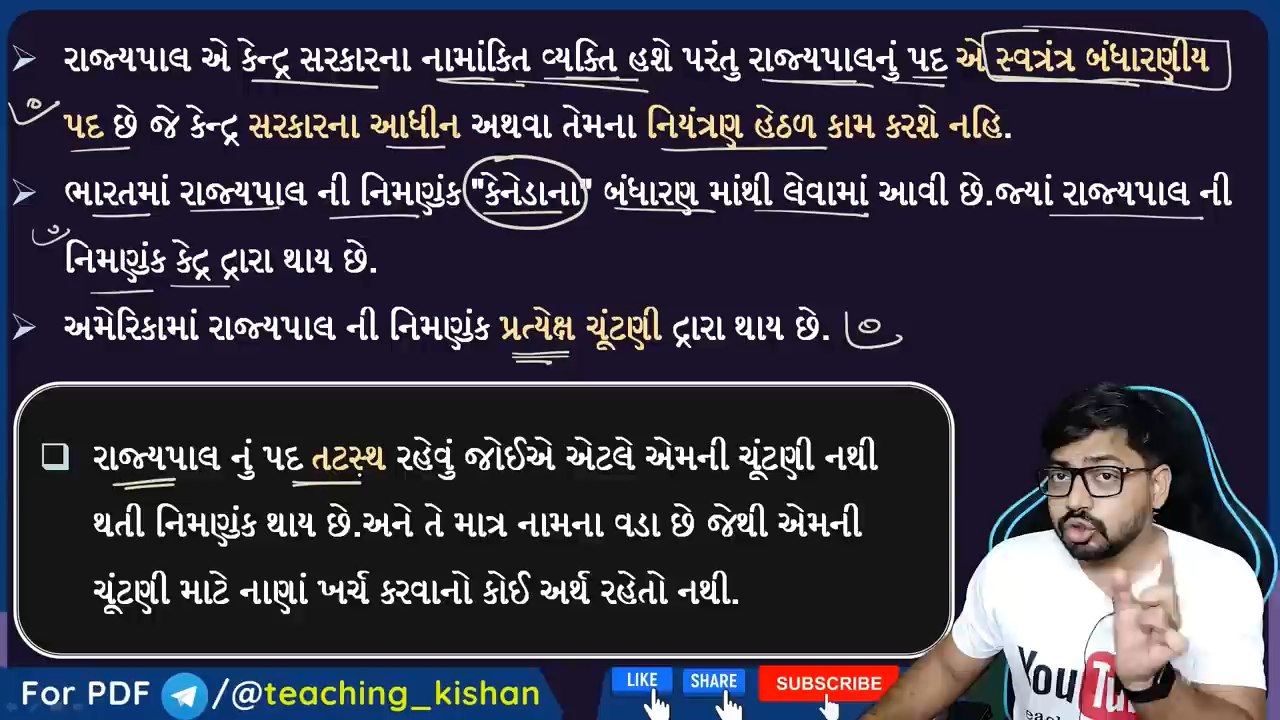 રાજ્યપાલ એ કેન્દ્ર સરકારના નામાંકિત વ્યક્તિ હશે પરંતુ રાજ્યપાલનું પદ એ સ્વત્રંત્ર બંધારણીય
પદ છે જે કેન્દ્ર સરકારના આધીન અથવા તેમના નિયંત્રણ હેઠળ કામ કરશે નહિ.
ભારતમાં રાજ્યપાલ ની નિમણુંક "કેનેડાના" બંધારણ માંથી લેવામાં આવી છે.જ્યાં રાજ્યપાલ ની
નિમણુંક કેટ્ર દ્રારા થાય છે.
અમેરિકામાં રાજ્યપાલ ની નિમણુંક પ્રત્યેક્ષ ચૂંટણી દ્રારા થાય છે.
રાજ્યપાલ નું પદ તટસ્થ રહેવું જોઈએ એટલે એમની ચૂંટણી નથી
થતી નિમણુંક થાય છે.અને તે માત્ર નામના વડા છે જેથી એમની
ચૂંટણી માટે નાણાં ખર્ચ કરવાનો કોઈ અર્થ રહેતો નથી.
You Tu
For PDF /@teaching_kishan
LIKE SHARE SUBSCRIBE